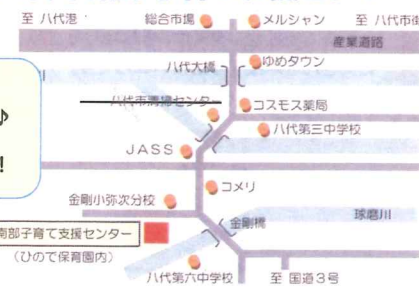 至 八代港
総合市場
メルシャン
至 八代市街
産業道路
ゆめタウン
八代大橋
川
八代市清掃センター
コスモス薬局
♪
八代第三中学校
JASS
!
コメリ
金剛小弥次分校
球磨川
金剛橋
南部子育て支援センター
(ひので保育園内)
八代第六中学校
至 国道3号